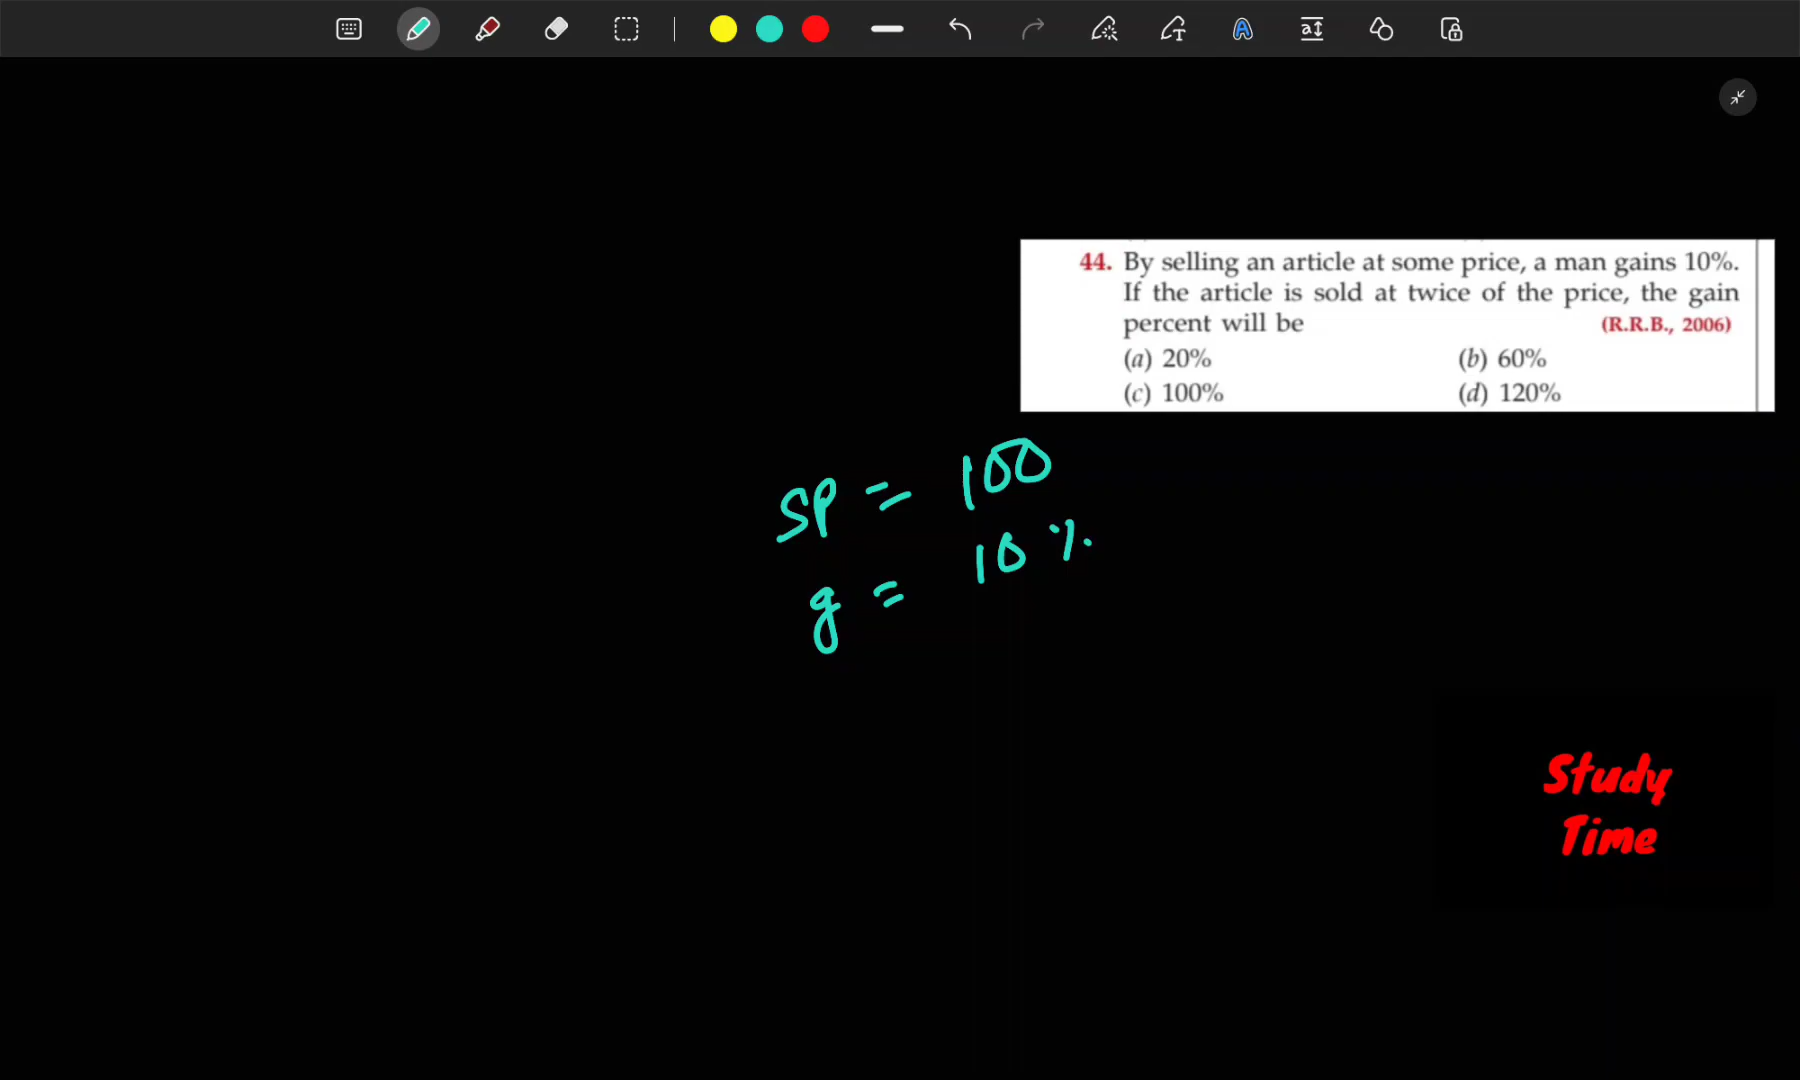 44. By selling an article at some price, a man gains 10%.
If the article is sold at twice of the price, the gain
percent will be (R.R.B., 2006)
(a) 20% (b) 60%
(c) 100% (d) 120%
SP = 100
g = 10 %
Study
Time